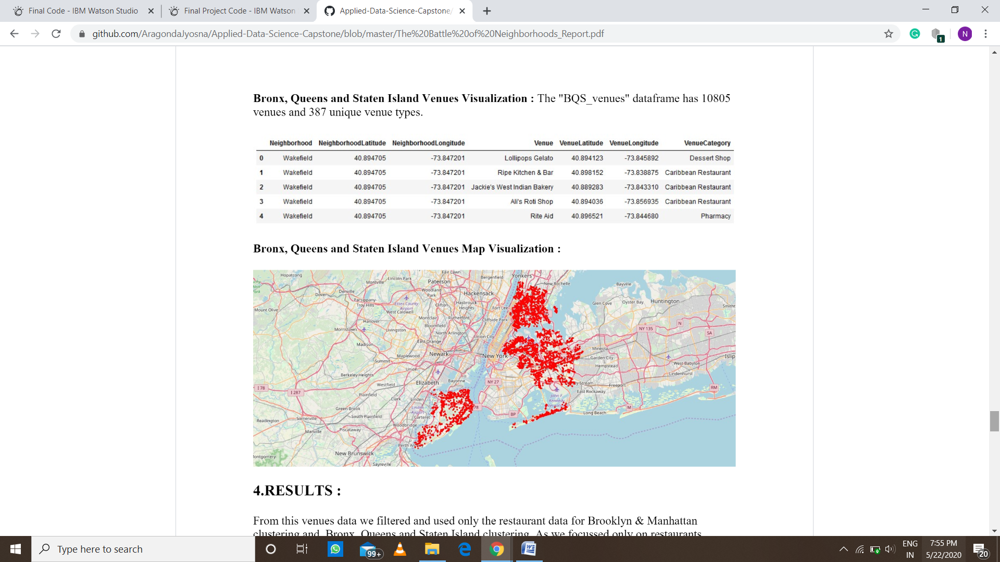 Final Code - IBM Watson Studio
Final Project Code - IBM Watson
Applied-Data-Science-Capstone/
github.com/AragondaJyosna/Applied-Data-Science-Capstone/blob/master/The%20Battle%20of%20Neighborhoods_Report.pdf
N
1
Bronx, Queens and Staten Island Venues Visualization : The "BQS_venues" dataframe has 10805
venues and 387 unique venue types.
Neighborhood NeighborhoodLatitude NeighborhoodLongitude Venue VenueLatitude VenueLongitude VenueCategory
0 Wakefield 40.894705 -73.847201 Lollipops Gelato 40.894123 -73.845892 Dessert Shop
1 Wakefield 40.894705 -73.847201 Ripe Kitchen & Bar 40.898152 -73.838875 Caribbean Restaurant
2 Wakefield 40.894705 -73.847201 Jackie's West Indian Bakery 40.889283 -73.843310 Caribbean Restaurant
3 Wakefield 40.894705 -73.847201 Ali's Roti Shop 40.894036 -73.856935 Caribbean Restaurant
4 Wakefield 40.894705 -73.847201 Rite Aid 40.896521 -73.844680 Pharmacy
Bronx, Queens and Staten Island Venues Map Visualization :
Hopatcong
Fair Lawn
Lincoln Park
Bergenfield
Yonkers
Montville
Paterson
New Rochelle
Bayville
Denville
Woodland
Park
Dover
Hackensack
Parsippany-
Troy Hills
Essex County
Airport
Clifton
Hasbrouck
Heights
Fort Lee
Glen Cove
Oyster Bay
Huntington
Mount Olive
West Caldwell
Smitht
Hanover
Montclair
Rutherford
Cliffside Park
Bloomfield
N
Morristown
Livingston
North Arlington
NY 135
SA
Union City
East Orange
Madison
Mineola
Newark
New York
Maplewood
Garden City
Islip
Summit
West Babylon
Hempstead
Union
Berkeley Heights
Lindenhurst
Elizabeth
Bayonne
NY 27
I 78
Westfield
y Stream
Freeport
RM
I 287
East Rockaway
Plainfield
Clark
Linden
John F
Kennedy
Linden
Airport
78
M
Green Brook
BP
Long Beach
South Plainfield
Carteret
Readington
Somerville
Woodbridge
Manville
Piscataway
Perth Am
New Brunswick
Montgomery
Sayreville
4.RESULTS :
From this venues data we filtered and used only the restaurant data for Brooklyn & Manhattan
clustering and Bronx, Queens and Staten Island clustering. As we focussed only on restaurants
Type here to search
99+
ENG
IN
7:55 PM
5/22/2020
20